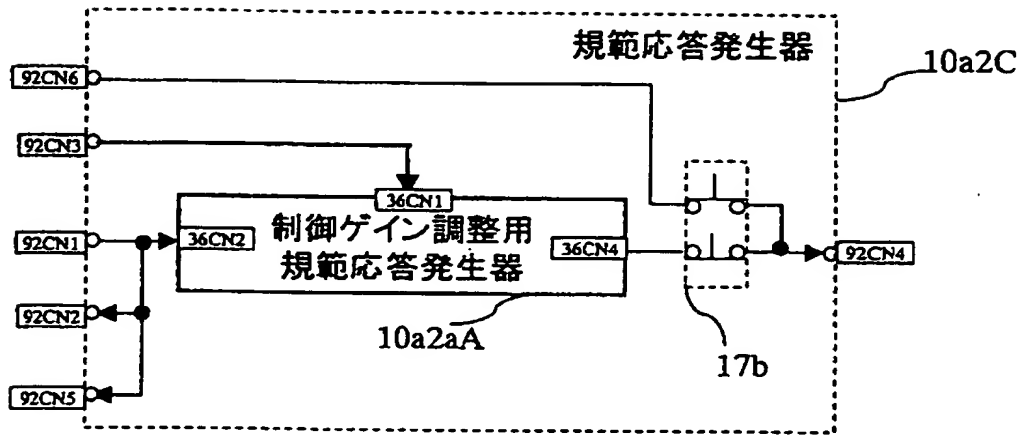 規範応答発生器
10a2C
92CN6
92CN3
36CN1
92CN1
36CN2
制御ゲイン調整用
規範応答発生器
36CN4
92CN4
92CN2
10a2aA
17b
92CN5